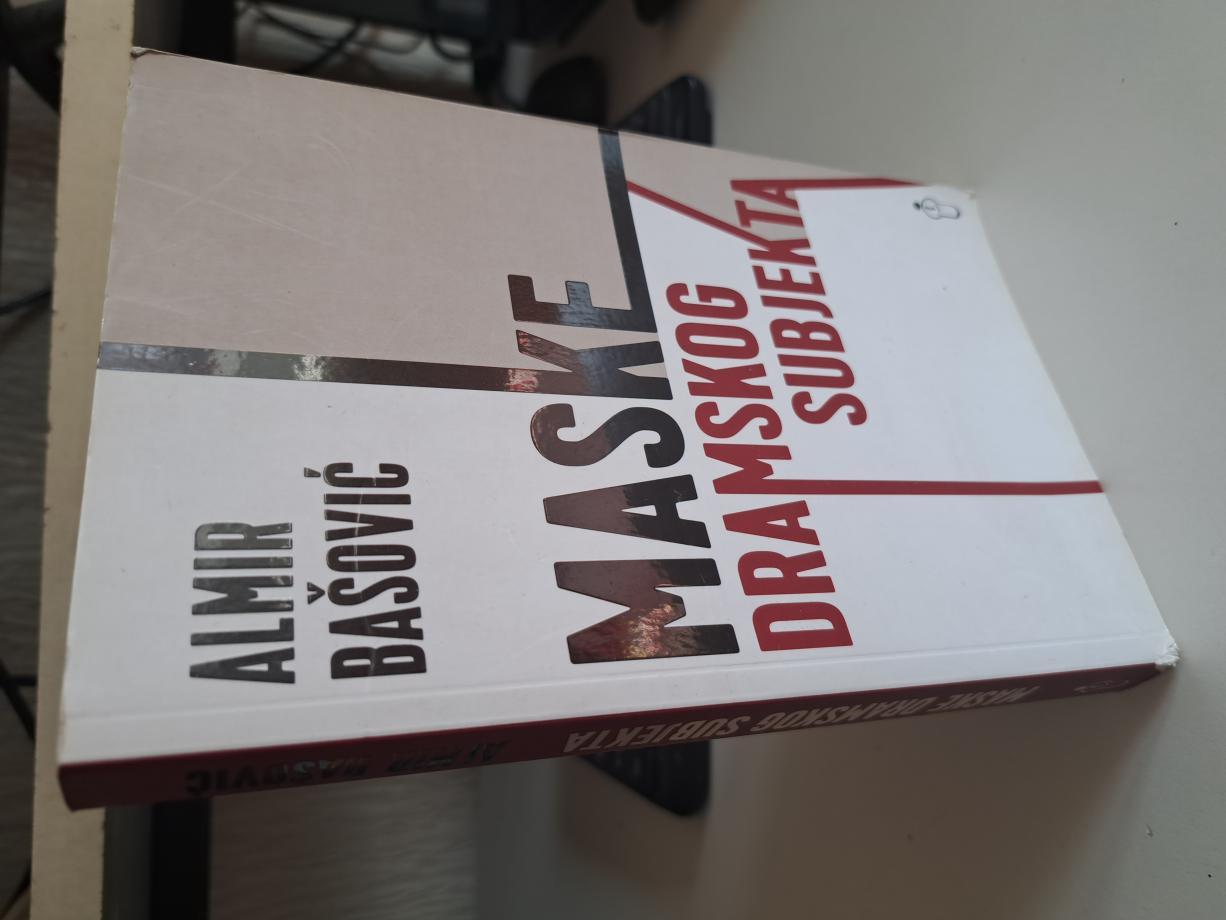 ALMIR
BAŠOVIĆ
MASKE
DRAMSKOG
SUBJEKTA
ALMIR BAŠOVIĆ
MASKE DRAMSKOG SUBJEKTA